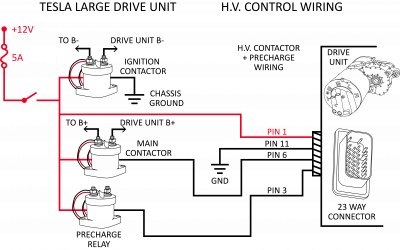 TESLA LARGE DRIVE UNIT H.V. CONTROL WIRING
+12V
5A
TO B-
DRIVE UNIT B-
IGNITION
CONTACTOR
CHASSIS
GROUND
H.V. CONTACTOR
+ PRECHARGE
WIRING
DRIVE
UNIT
TO B+
DRIVE UNIT B+
MAIN
CONTACTOR
PIN 1
PIN 11
PIN 6
GND
PIN 3
PRECHARGE
RELAY
23 WAY
CONNECTOR